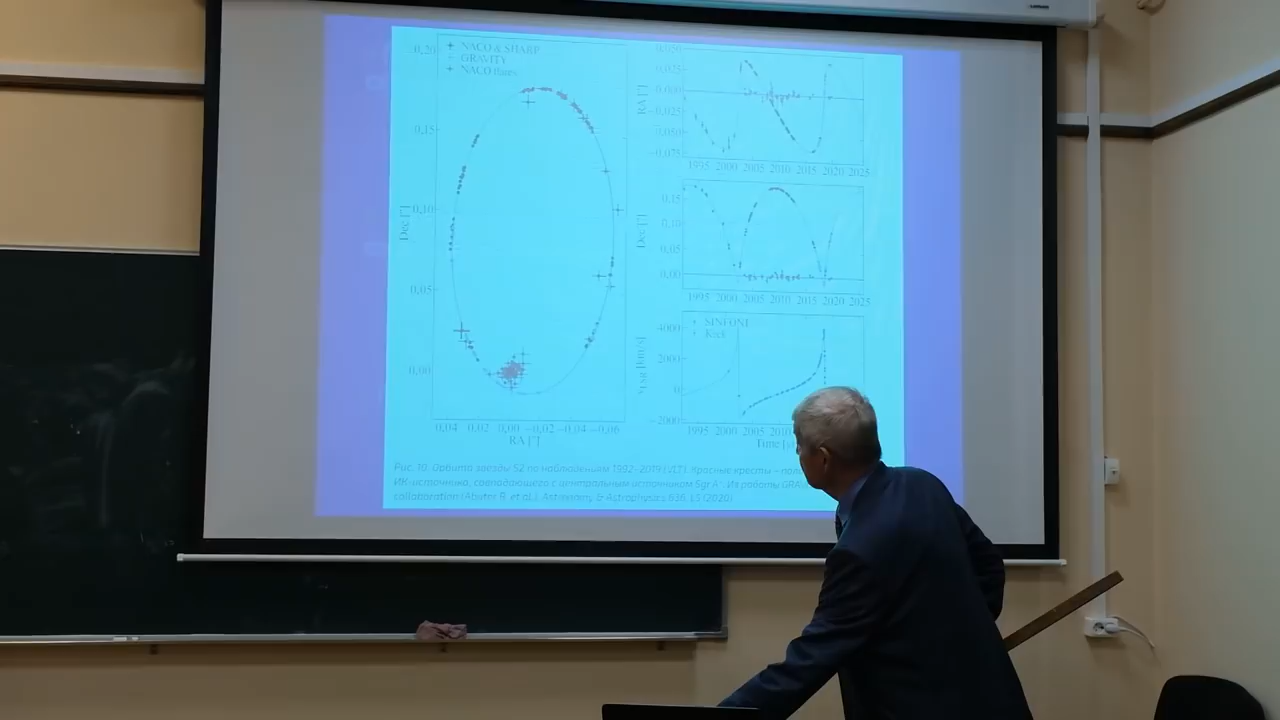 NACO & SHARP
GRAVITY
NACO flares
0,20
0,15
0,10
0,05
0,00
Dec ["]
0,04 0,02 0,00 −0,02 −0,04 −0,06
RA ["]
0,050
0,025
0,000
−0,025
−0,050
−0,075
RA ["]
1995 2000 2005 2010 2015 2020 2025
0,15
0,10
0,05
0,00
Dec ["]
1995 2000 2005 2010 2015 2020 2025
SINFONI
Keck
4000
2000
0
−2000
1995 2000 2005 2010
Time
Рис. 10. Орбита звезды S2 по наблюдениям 1992-2019 Красные кресты –
ИК-источника, совпадающего с центральным источником Sgr A*. Из работы
collaboration (Abuter R. et al.). Astronomy & Astrophysics, 636, L5 (2020)